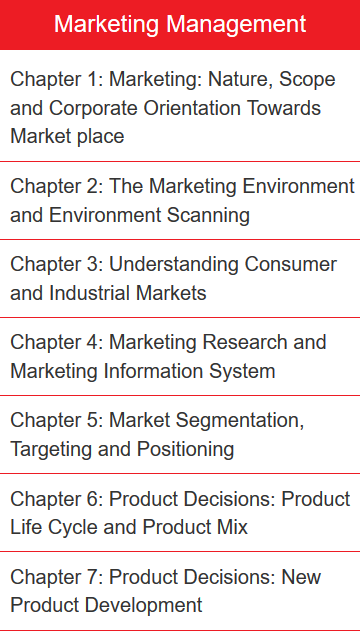 Marketing Management
Chapter 1: Marketing: Nature, Scope
and Corporate Orientation Towards
Market place
Chapter 2: The Marketing Environment
and Environment Scanning
Chapter 3: Understanding Consumer
and Industrial Markets
Chapter 4: Marketing Research and
Marketing Information System
Chapter 5: Market Segmentation,
Targeting and Positioning
Chapter 6: Product Decisions: Product
Life Cycle and Product Mix
Chapter 7: Product Decisions: New
Product Development